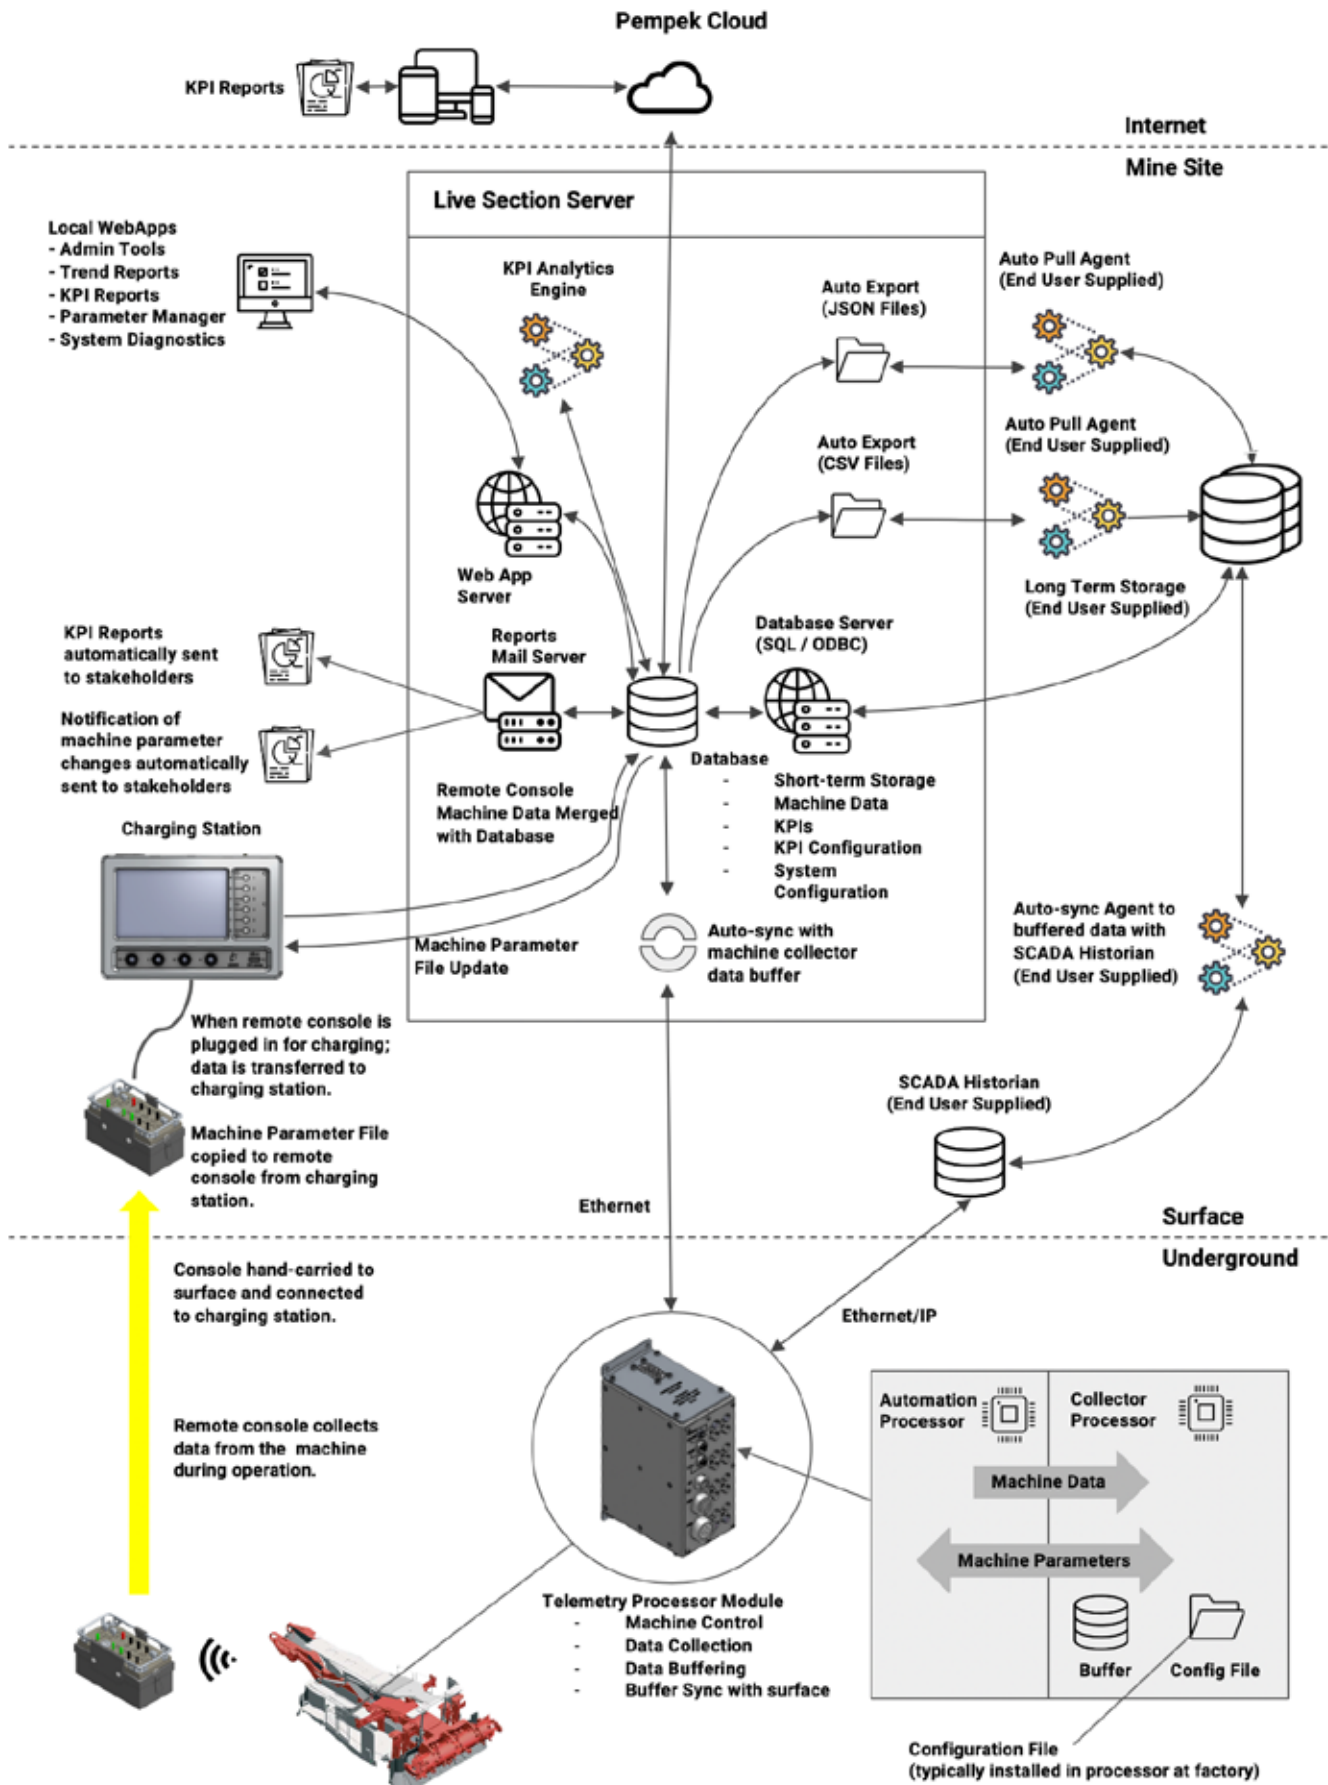 Pempek Cloud
KPI Reports
Internet
Mine Site
Live Section Server
Local WebApps
- Admin Tools
- Trend Reports
- KPI Reports
- Parameter Manager
- System Diagnostics
KPI Analytics
Engine
Auto Export
(JSON Files)
Auto Pull Agent
(End User Supplied)
Auto Export
(CSV Files)
Auto Pull Agent
(End User Supplied)
Web App
Server
Long Term Storage
(End User Supplied)
KPI Reports
automatically sent
to stakeholders
Reports
Mail Server
Database Server
(SQL / ODBC)
Notification of
machine parameter
changes automatically
sent to stakeholders
Database
- Short-term Storage
- Machine Data
- KPIs
- KPI Configuration
- System
Configuration
Remote Console
Machine Data Merged
with Database
Charging Station
Machine Parameter
File Update
Auto-sync with
machine collector
data buffer
Auto-sync Agent to
buffered data with
SCADA Historian
(End User Supplied)
When remote console is
plugged in for charging;
data is transferred to
charging station.
Machine Parameter File
copied to remote
console from charging
station.
SCADA Historian
(End User Supplied)
Ethernet
Surface
Underground
Console hand-carried to
surface and connected
to charging station.
Ethernet/IP
Remote console collects
data from the machine
during operation.
Automation
Processor
Collector
Processor
Machine Data
Machine Parameters
Buffer
Config File
Telemetry Processor Module
- Machine Control
- Data Collection
- Data Buffering
- Buffer Sync with surface
Configuration File
(typically installed in processor at factory)